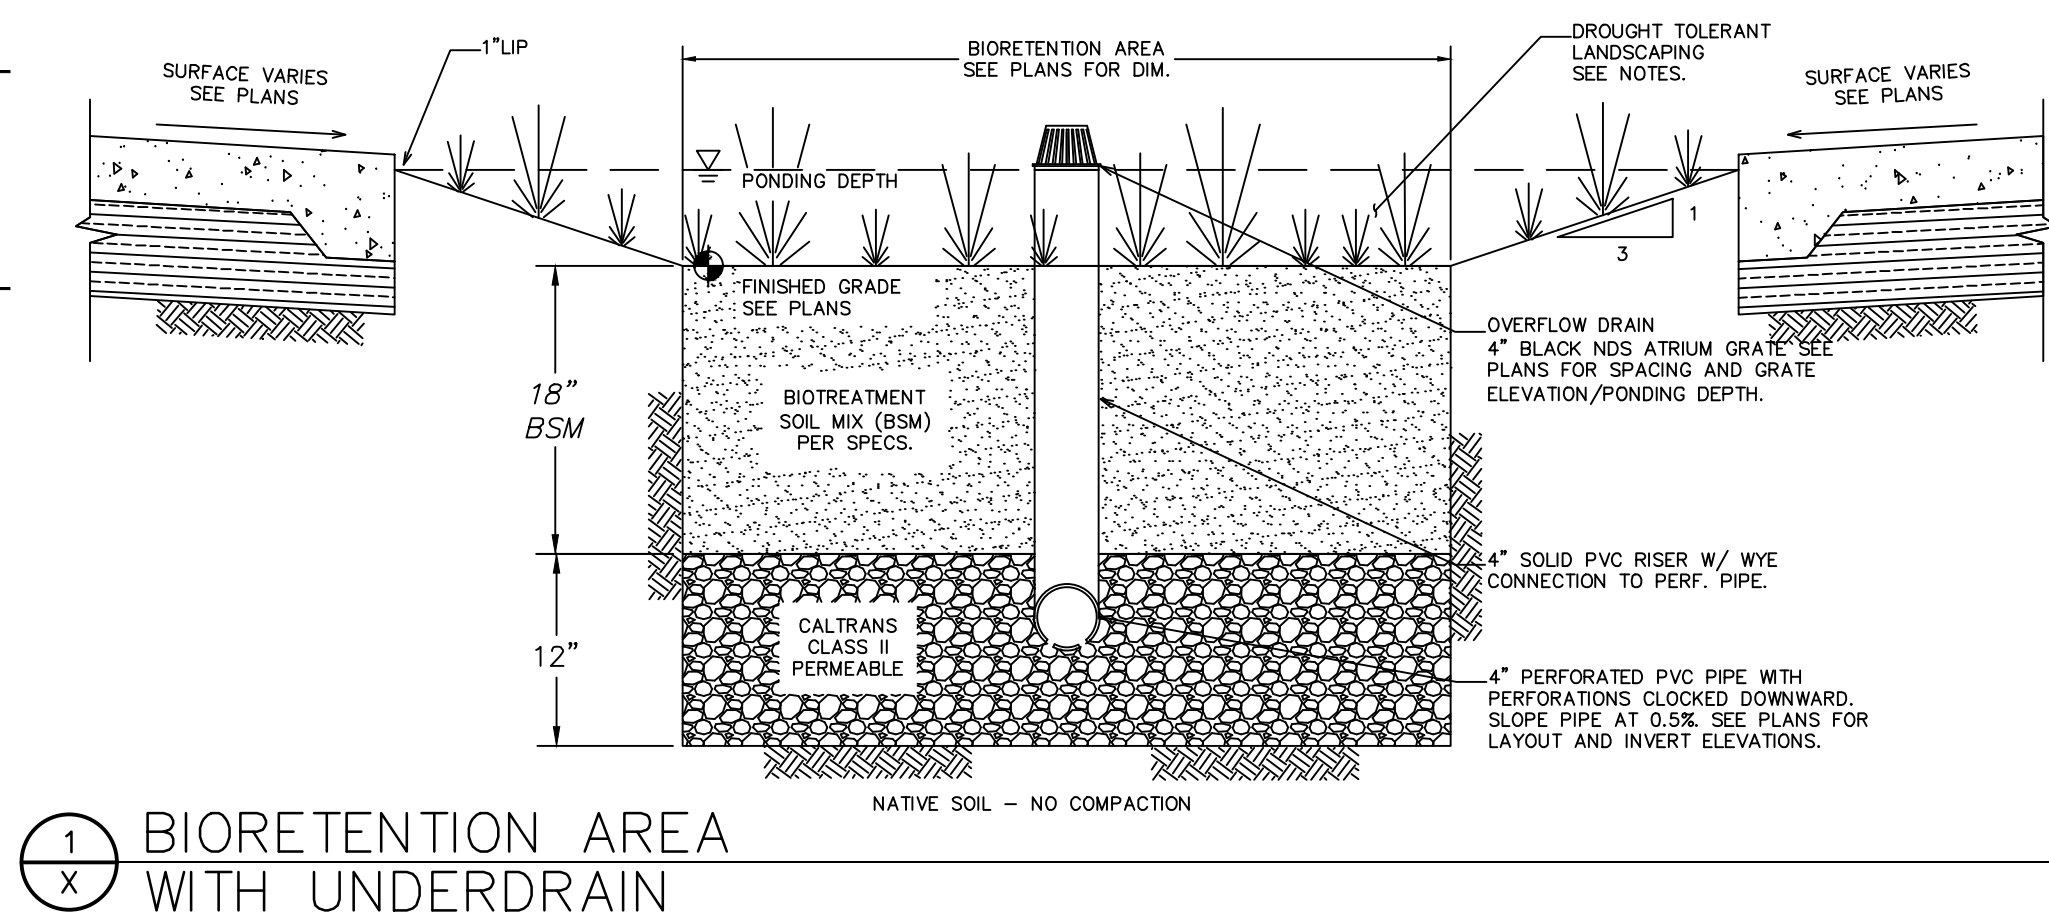 1"LIP
SURFACE VARIES
SEE PLANS
BIORETENTION AREA
SEE PLANS FOR DIM.
DROUGHT TOLERANT
LANDSCAPING
SEE NOTES.
SURFACE VARIES
SEE PLANS
PONDING DEPTH
1
3
FINISHED GRADE
SEE PLANS
OVERFLOW DRAIN
4" BLACK NDS ATRIUM GRATE SEE
PLANS FOR SPACING AND GRATE
ELEVATION/PONDING DEPTH.
18"
BSM
BIOTREATMENT
SOIL MIX (BSM)
PER SPECS.
4" SOLID PVC RISER W/ WYE
CONNECTION TO PERF. PIPE.
12"
CALTRANS
CLASS II
PERMEABLE
4" PERFORATED PVC PIPE WITH
PERFORATIONS CLOCKED DOWNWARD.
SLOPE PIPE AT 0.5%. SEE PLANS FOR
LAYOUT AND INVERT ELEVATIONS.
NATIVE SOIL – NO COMPACTION
1
X
BIORETENTION AREA
WITH UNDERDRAIN